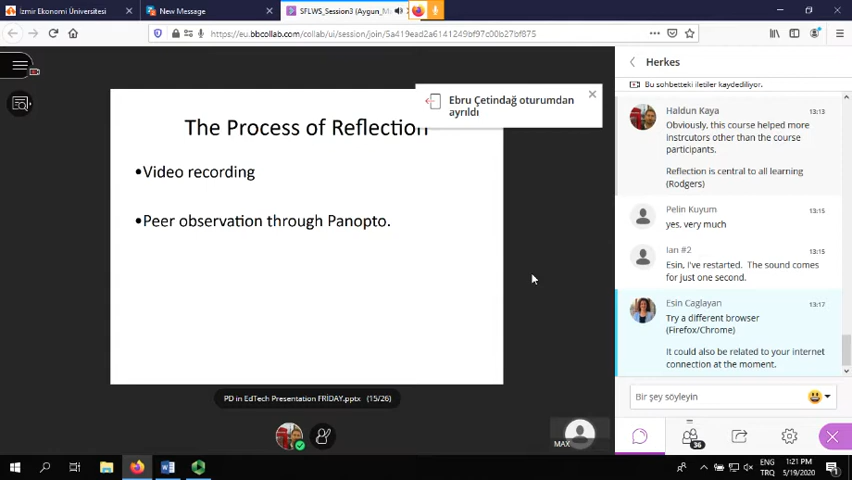 İzmir Ekonomi Üniversitesi
New Message
SFLWS_Session3 (Aygun_M
https://eu.bbcollab.com/collab/ui/session/join/5a419ead2a6141249bf97c00b27bf875
The Process of Reflection
•Video recording
•Peer observation through Panopto.
Ebru Çetindağ oturumdan
ayrıldı
PD in EdTech Presentation FRİDAY.pptx (15/26)
MAX
Herkes
Bu sohbetteki iletiler kaydediliyor.
Haldun Kaya 13:13
Obviously, this course helped more
instrcutors other than the course
participants.
Reflection is central to all learning
(Rodgers)
Pelin Kuyum 13:15
yes, very much
Ian #2 13:15
Esin, I've restarted. The sound comes
for just one second.
Esin Caglayan 13:17
Try a different browser
(Firefox/Chrome)
It could also be related to your internet
connection at the moment.
Bir şey söyleyin
36
ENG
TRQ
1:21 PM
5/19/2020